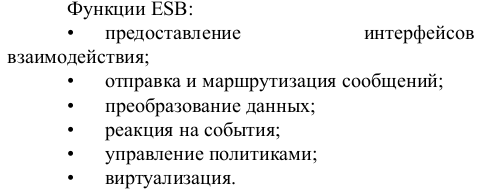 Функции ESB:
• предоставление интерфейсов
взаимодействия;
• отправка и маршрутизация сообщений;
• преобразование данных;
• реакция на события;
• управление политиками;
• виртуализация.